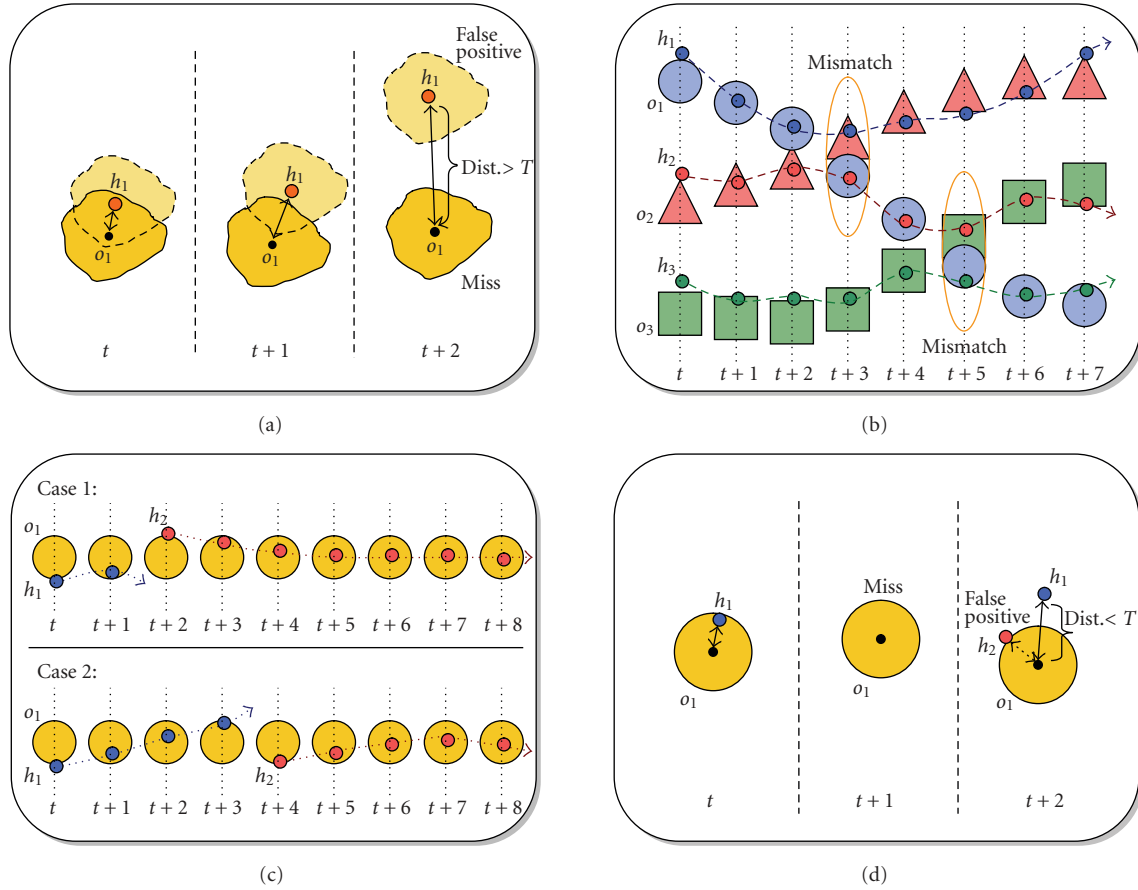 False
positive
h1
h1
h1
Dist.> T
o1
o1
o1
Miss
t
t + 1
t + 2
(a)
h1
Mismatch
o1
h2
o2
h3
o3
Mismatch
t
t + 1
t + 2
t + 3
t + 4
t + 5
t + 6
t + 7
(b)
Case 1:
o1
h2
h1
t
t + 1
t + 2
t + 3
t + 4
t + 5
t + 6
t + 7
t + 8
Case 2:
o1
h1
h2
t
t + 1
t + 2
t + 3
t + 4
t + 5
t + 6
t + 7
t + 8
(c)
h1
o1
Miss
o1
h1
False
positive
Dist.< T
h2
o1
t
t + 1
t + 2
(d)